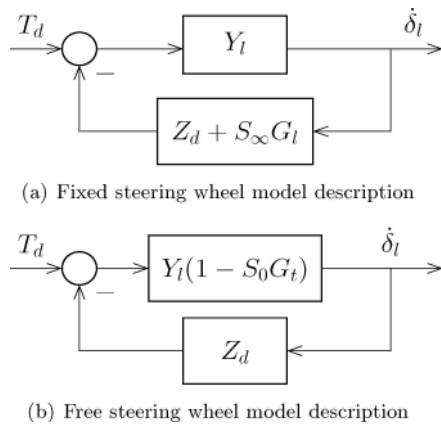 T_d
δ̇_l
Y_l
−
Z_d + S_∞G_l
(a) Fixed steering wheel model description
T_d
δ̇_l
Y_l(1 − S_0G_t)
−
Z_d
(b) Free steering wheel model description